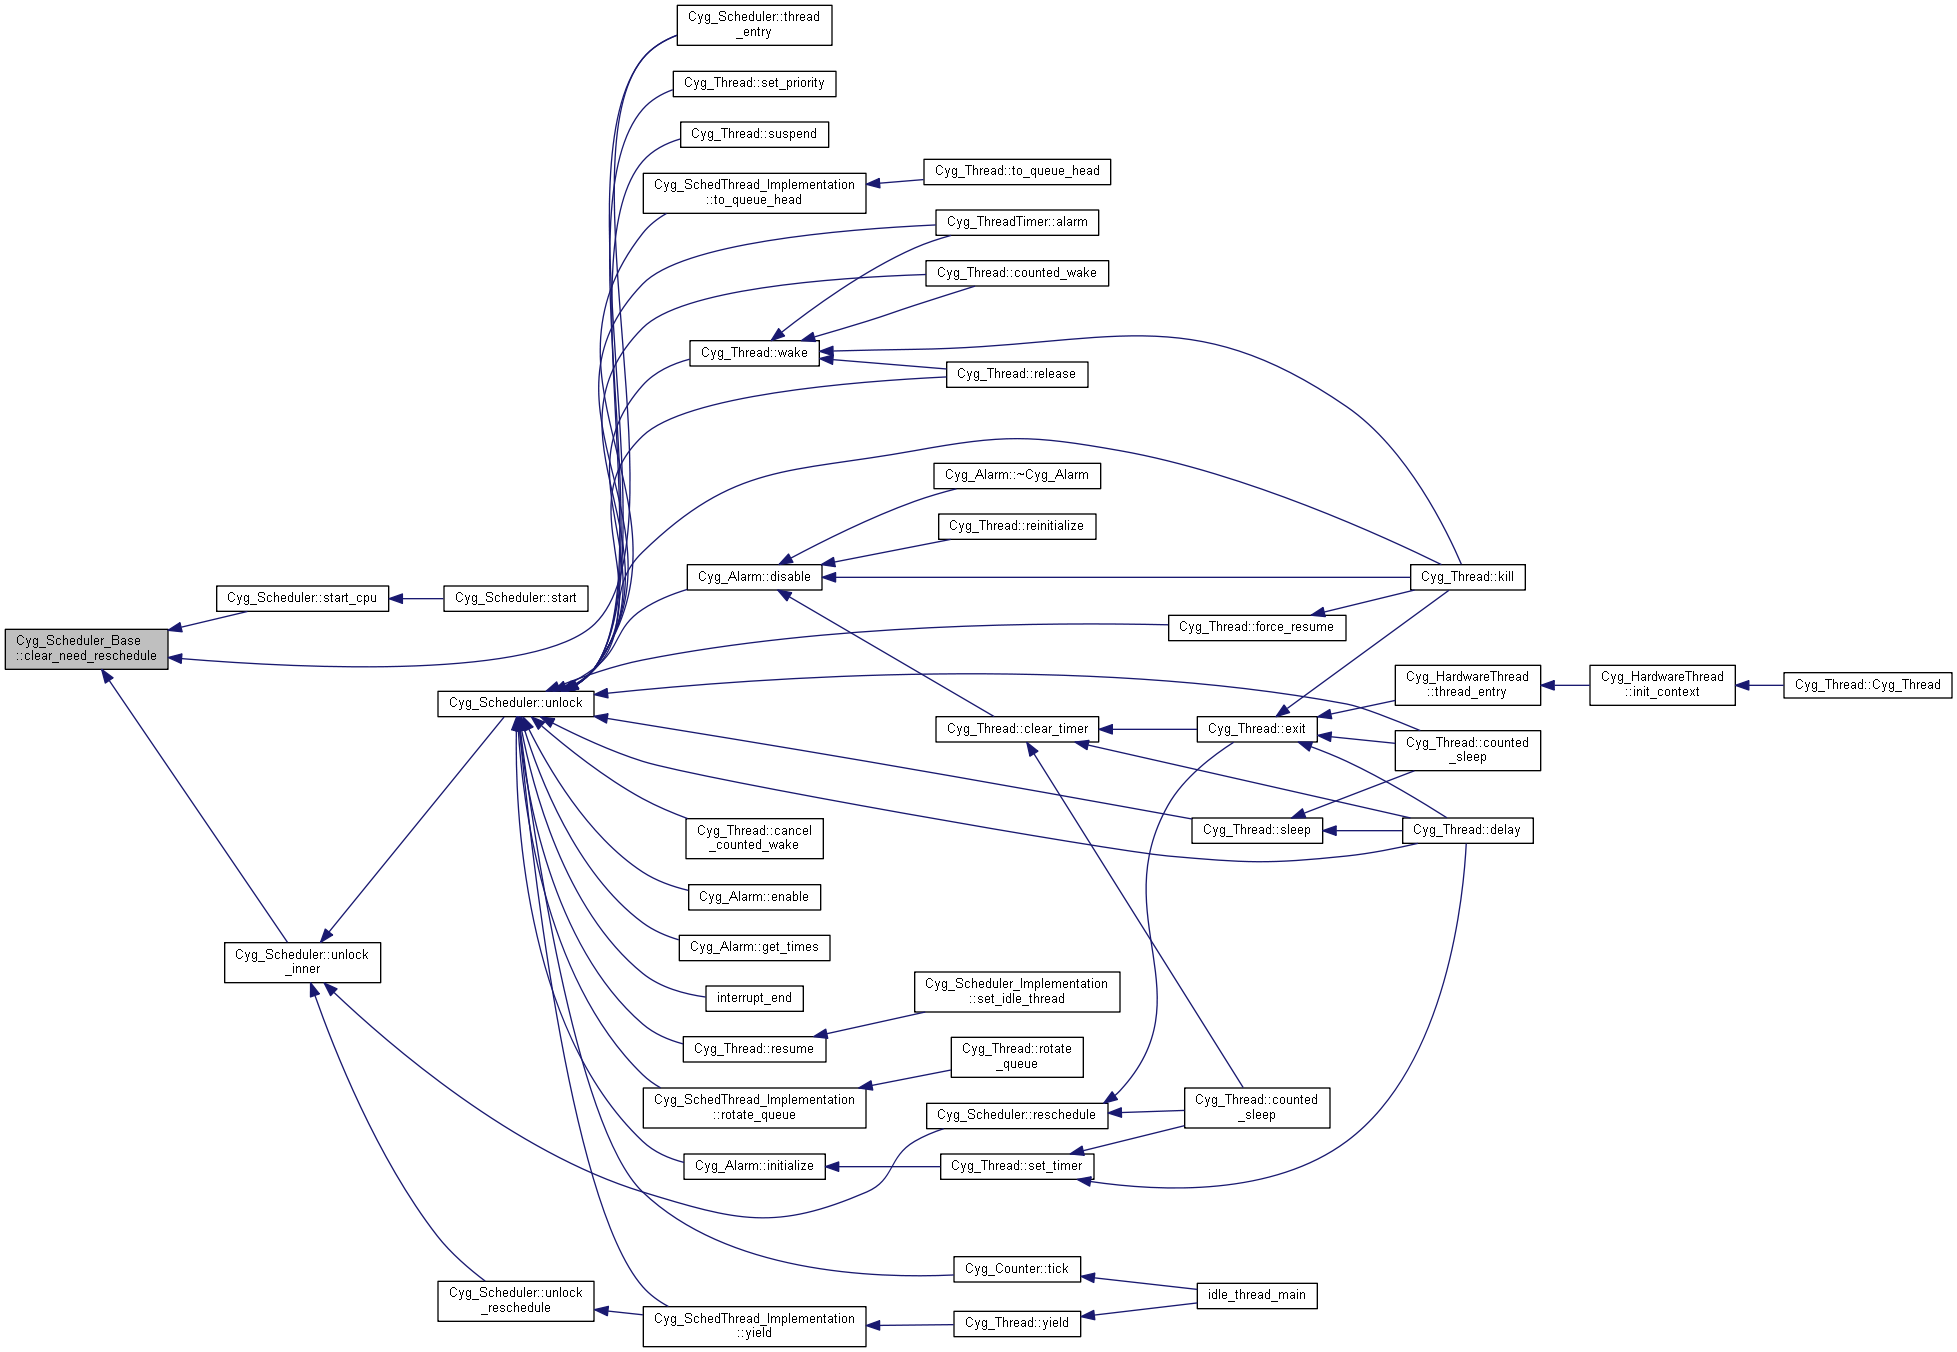 Cyg_Scheduler::thread
_entry
Cyg_Thread::set_priority
Cyg_Thread::suspend
Cyg_SchedThread_Implementation
::to_queue_head
Cyg_Thread::to_queue_head
Cyg_ThreadTimer::alarm
Cyg_Thread::counted_wake
Cyg_Thread::wake
Cyg_Thread::release
Cyg_Alarm::~Cyg_Alarm
Cyg_Thread::reinitialize
Cyg_Alarm::disable
Cyg_Thread::kill
Cyg_Scheduler::start_cpu
Cyg_Scheduler::start
Cyg_Thread::force_resume
Cyg_Scheduler_Base
::clear_need_reschedule
Cyg_HardwareThread
::thread_entry
Cyg_HardwareThread
::init_context
Cyg_Thread::Cyg_Thread
Cyg_Scheduler::unlock
Cyg_Thread::clear_timer
Cyg_Thread::exit
Cyg_Thread::counted
_sleep
Cyg_Thread::cancel
_counted_wake
Cyg_Thread::sleep
Cyg_Thread::delay
Cyg_Alarm::enable
Cyg_Alarm::get_times
Cyg_Scheduler::unlock
_inner
interrupt_end
Cyg_Scheduler_Implementation
::set_idle_thread
Cyg_Thread::resume
Cyg_Thread::rotate
_queue
Cyg_SchedThread_Implementation
::rotate_queue
Cyg_Scheduler::reschedule
Cyg_Thread::counted
_sleep
Cyg_Alarm::initialize
Cyg_Thread::set_timer
Cyg_Counter::tick
idle_thread_main
Cyg_Scheduler::unlock
_reschedule
Cyg_SchedThread_Implementation
::yield
Cyg_Thread::yield